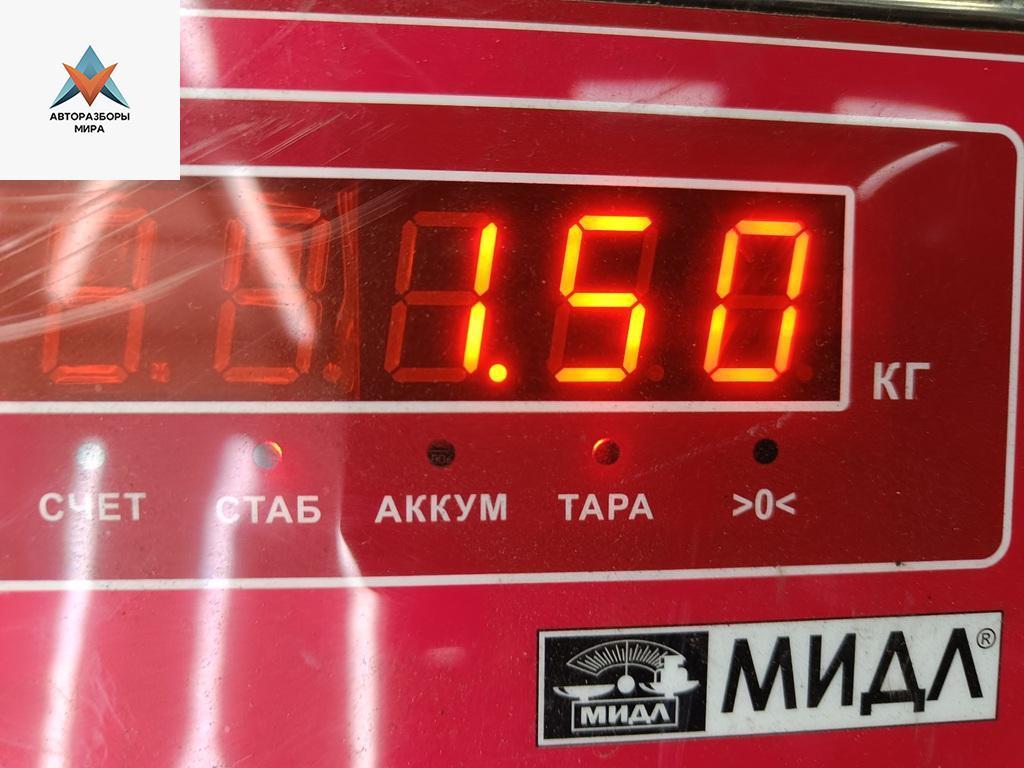 АВТОРАЗБОРЫ
МИРА
1.50
КГ
СЧЕТ СТАБ АККУМ ТАРА >0<
МИДЛ
МИДЛ®